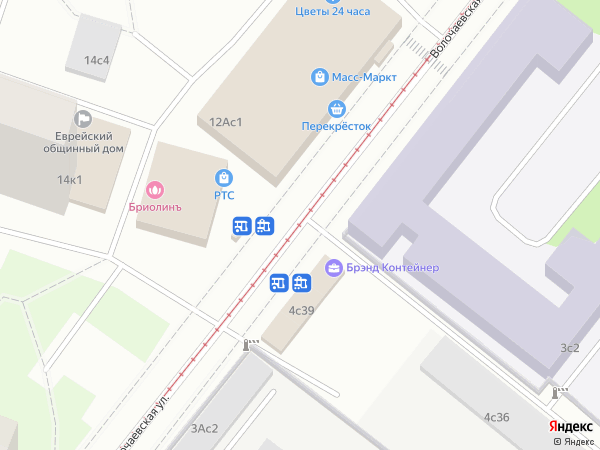 Цветы 24 часа
Волочаевская
14с4
Масс-Маркт
12Ас1
Перекрёсток
Еврейский
общинный дом
14к1
РТС
Бриолинъ
Брэнд Контейнер
4с39
3с2
4с36
3Ас2
лочаевская ул.
Яндекс
© Яндекс